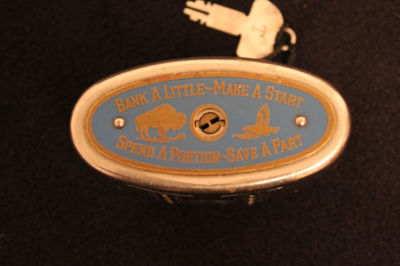 BANK A LITTLE–MAKE A START
SPEND A PORTION–SAVE A PART